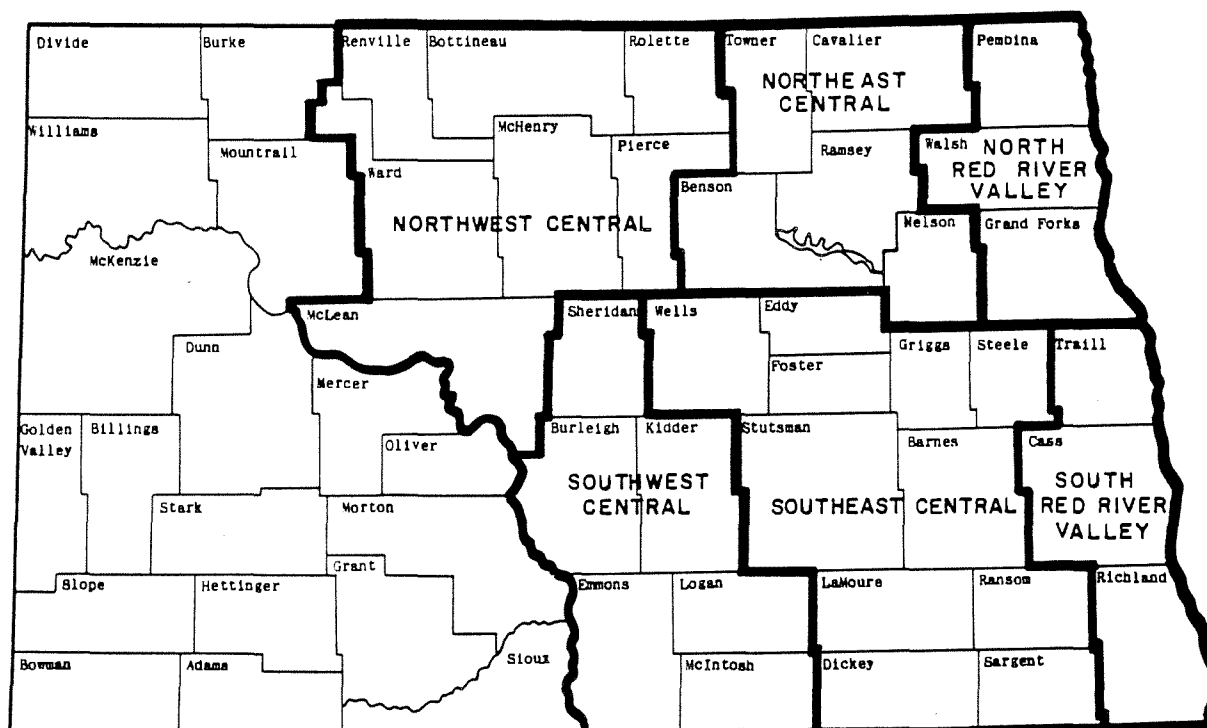 Divide
Burke
Renville
Bottineau
Rolette
Towner
Cavalier
Pembina
NORTHEAST
CENTRAL
Williams
Mountrail
McHenry
Pierce
Ramsey
Walsh
NORTH
RED RIVER
VALLEY
Ward
Benson
NORTHWEST CENTRAL
Nelson
Grand Forks
McKenzie
McLean
Sheridan
Wells
Eddy
Dunn
Griggs
Steele
Traill
Mercer
Foster
Golden
Valley
Billings
Oliver
Burleigh
Kidder
Stutsman
Barnes
Cass
SOUTHWEST
CENTRAL
SOUTHEAST CENTRAL
SOUTH
RED RIVER
VALLEY
Stark
Morton
Grant
Slope
Hettinger
Emmons
Logan
LaMoure
Ransom
Richland
Bowman
Adams
Sioux
McIntosh
Dickey
Sargent